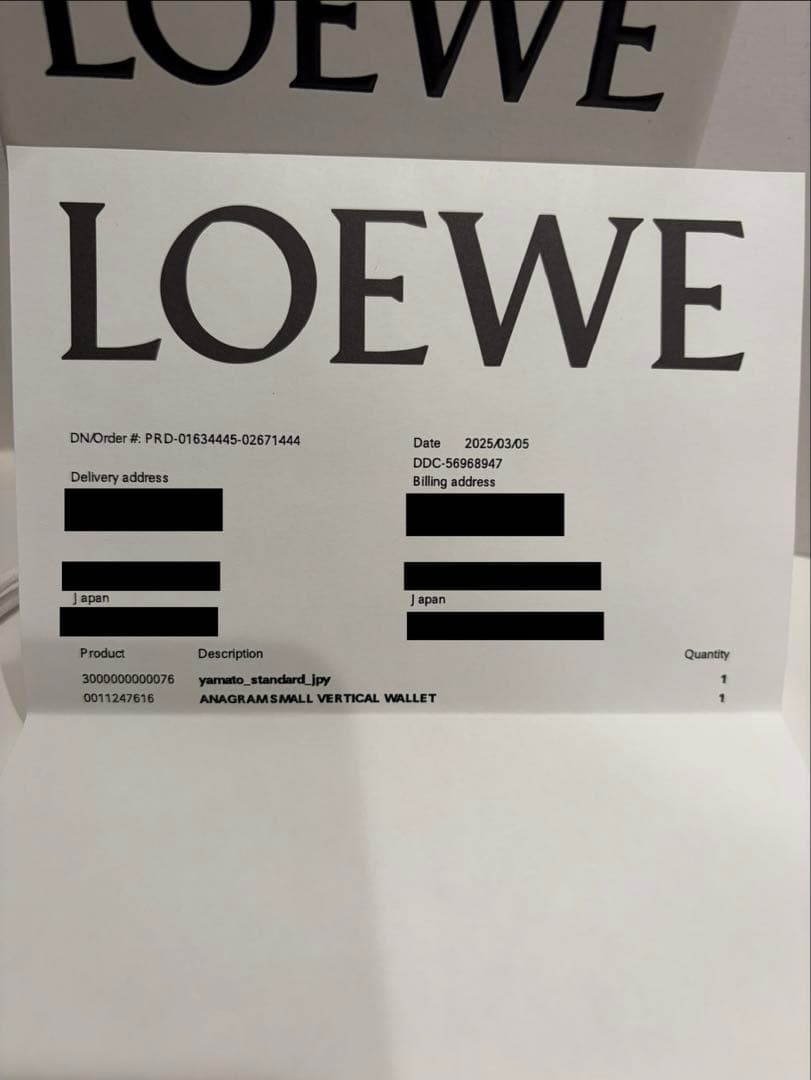 LOEWE
LOEWE
DN/Order #: PRD-01634445-02671444
Date 2025/03/05
DDC-56968947
Delivery address
Billing address
Japan
Japan
Product Description Quantity
3000000000076 yamato_standard_jpy 1
0011247616 ANAGRAM SMALL VERTICAL WALLET 1